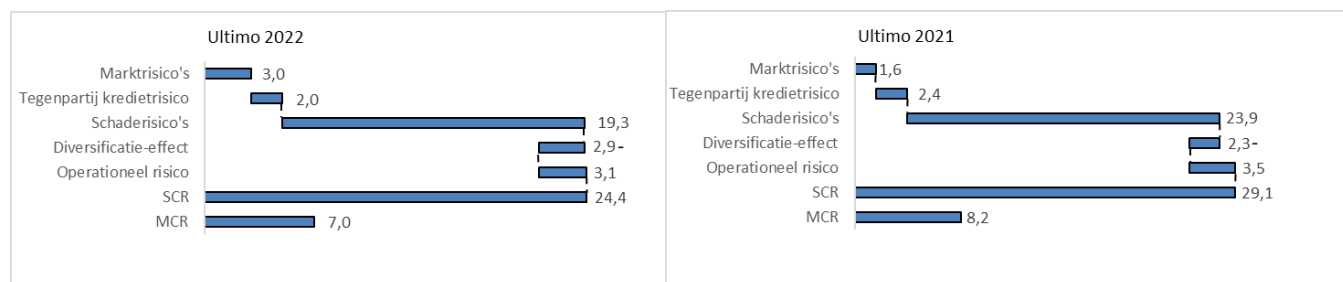 Ultimo 2022
Marktrisico's 3,0
Tegenpartij kredietrisico 2,0
Schaderisico's 19,3
Diversificatie-effect 2,9-
Operationeel risico 3,1
SCR 24,4
MCR 7,0
Ultimo 2021
Marktrisico's 1,6
Tegenpartij kredietrisico 2,4
Schaderisico's 23,9
Diversificatie-effect 2,3-
Operationeel risico 3,5
SCR 29,1
MCR 8,2